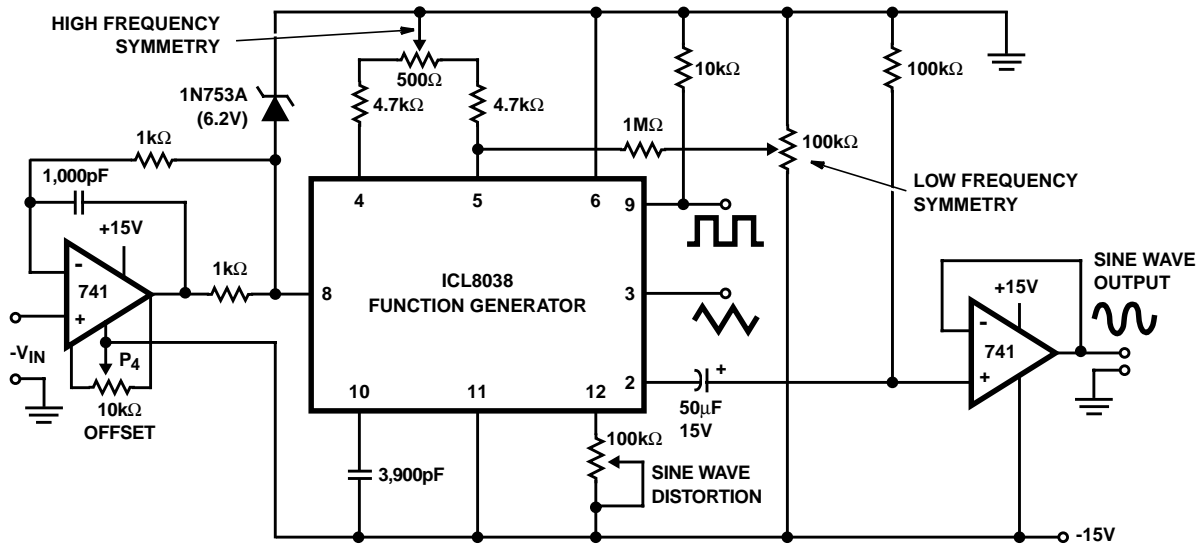 HIGH FREQUENCY
SYMMETRY
500Ω
1N753A
(6.2V)
4.7kΩ
4.7kΩ
10kΩ
100kΩ
1MΩ
100kΩ
LOW FREQUENCY
SYMMETRY
1kΩ
1,000pF
+15V
-
741
+
1kΩ
-VIN
P4
10kΩ
OFFSET
4
5
6
9
8
ICL8038
FUNCTION GENERATOR
3
2
10
11
12
+
50μF
15V
3,900pF
100kΩ
SINE WAVE
DISTORTION
SINE WAVE
OUTPUT
+15V
-
741
+
-15V